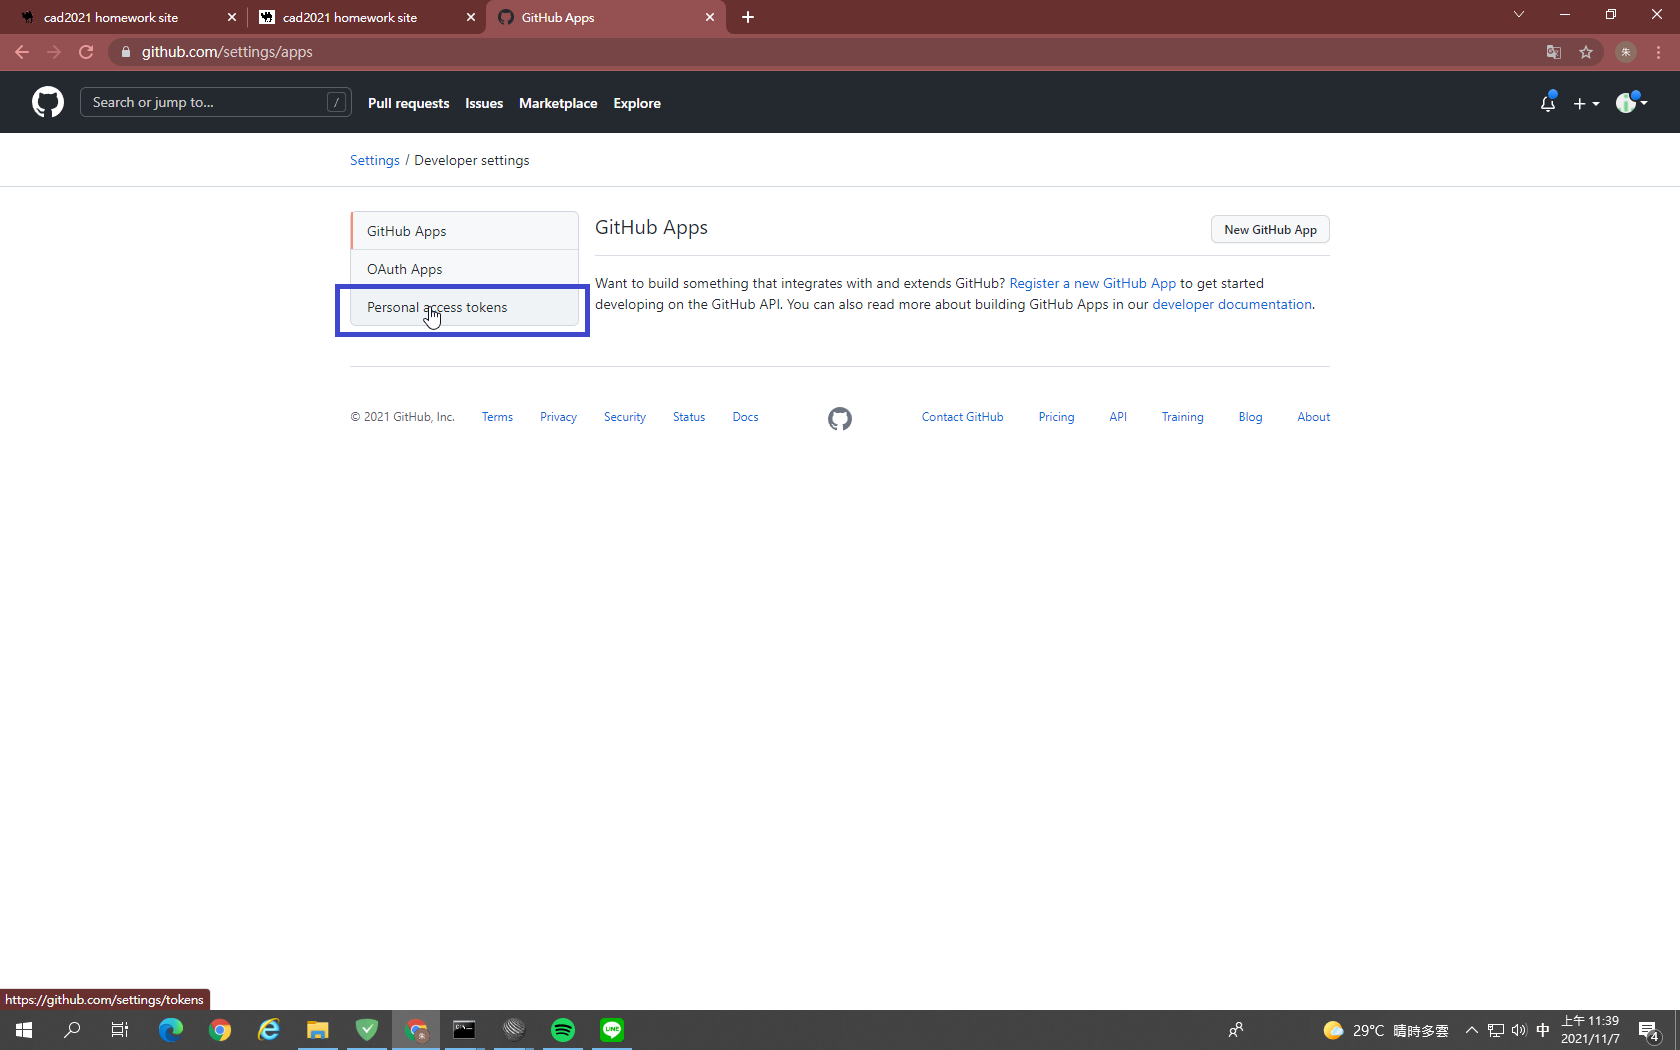 cad2021 homework site
cad2021 homework site
GitHub Apps
github.com/settings/apps
朱
Search or jump to...
/
Pull requests
Issues
Marketplace
Explore
Settings / Developer settings
GitHub Apps
OAuth Apps
Personal access tokens
GitHub Apps
New GitHub App
Want to build something that integrates with and extends GitHub? Register a new GitHub App to get started
developing on the GitHub API. You can also read more about building GitHub Apps in our developer documentation.
© 2021 GitHub, Inc.
Terms
Privacy
Security
Status
Docs
Contact GitHub
Pricing
API
Training
Blog
About
https://github.com/settings/tokens
LINE
29°C 晴時多雲
中
上午 11:39
2021/11/7
4